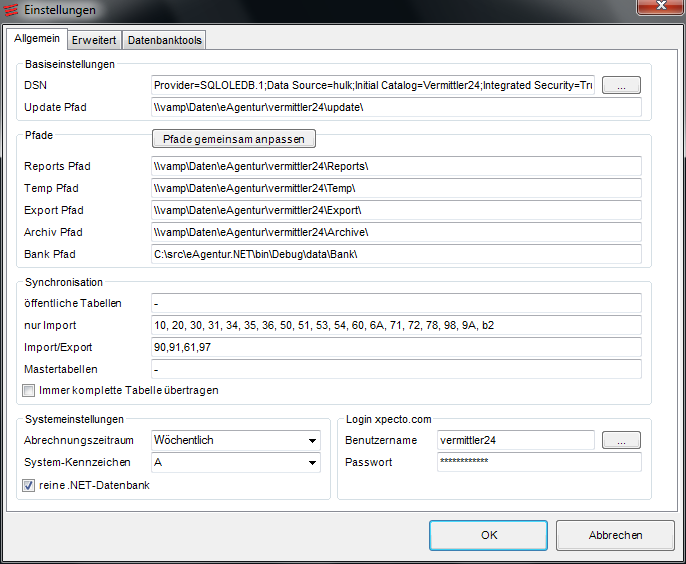 Einstellungen
Allgemein Erweitert Datenbanktools
Basiseinstellungen
DSN Provider=SQLOLEDB.1;Data Source=hulk;Initial Catalog=Vermittler24;Integrated Security=Tru ...
Update Pfad \\vamp\Daten\eAgentur\vermittler24\update\
Pfade Pfade gemeinsam anpassen
Reports Pfad \\vamp\Daten\eAgentur\vermittler24\Reports\
Temp Pfad \\vamp\Daten\eAgentur\vermittler24\Temp\
Export Pfad \\vamp\Daten\eAgentur\vermittler24\Export\
Archiv Pfad \\vamp\Daten\eAgentur\vermittler24\Archive\
Bank Pfad C:\src\eAgentur.NET\bin\Debug\data\Bank\
Synchronisation
öffentliche Tabellen -
nur Import 10, 20, 30, 31, 34, 35, 36, 50, 51, 53, 54, 60, 6A, 71, 72, 78, 98, 9A, b2
Import/Export 90,91,61,97
Mastertabellen -
Immer komplette Tabelle übertragen
Systemeinstellungen
Abrechnungszeitraum Wöchentlich
System-Kennzeichen A
reine .NET-Datenbank
Login xpecto.com
Benutzername vermittler24 ...
Passwort ************
OK Abbrechen